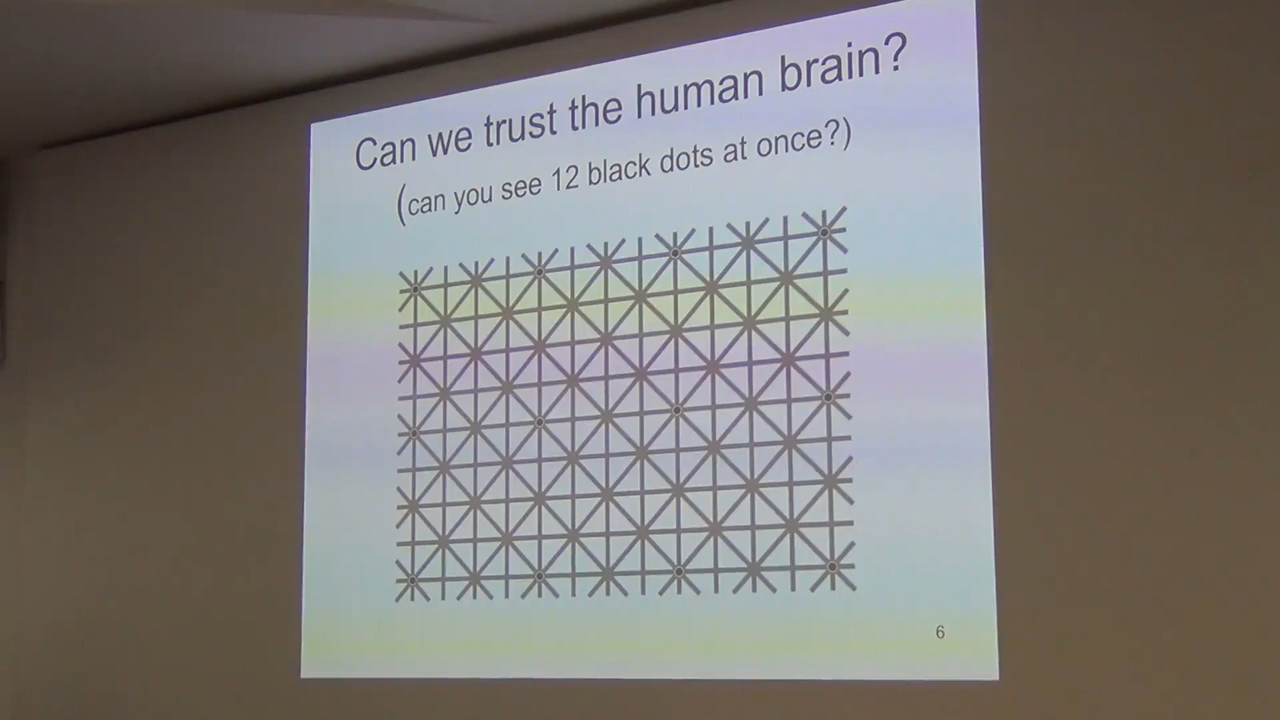 Can we trust the human brain?
(can you see 12 black dots at once?)
6